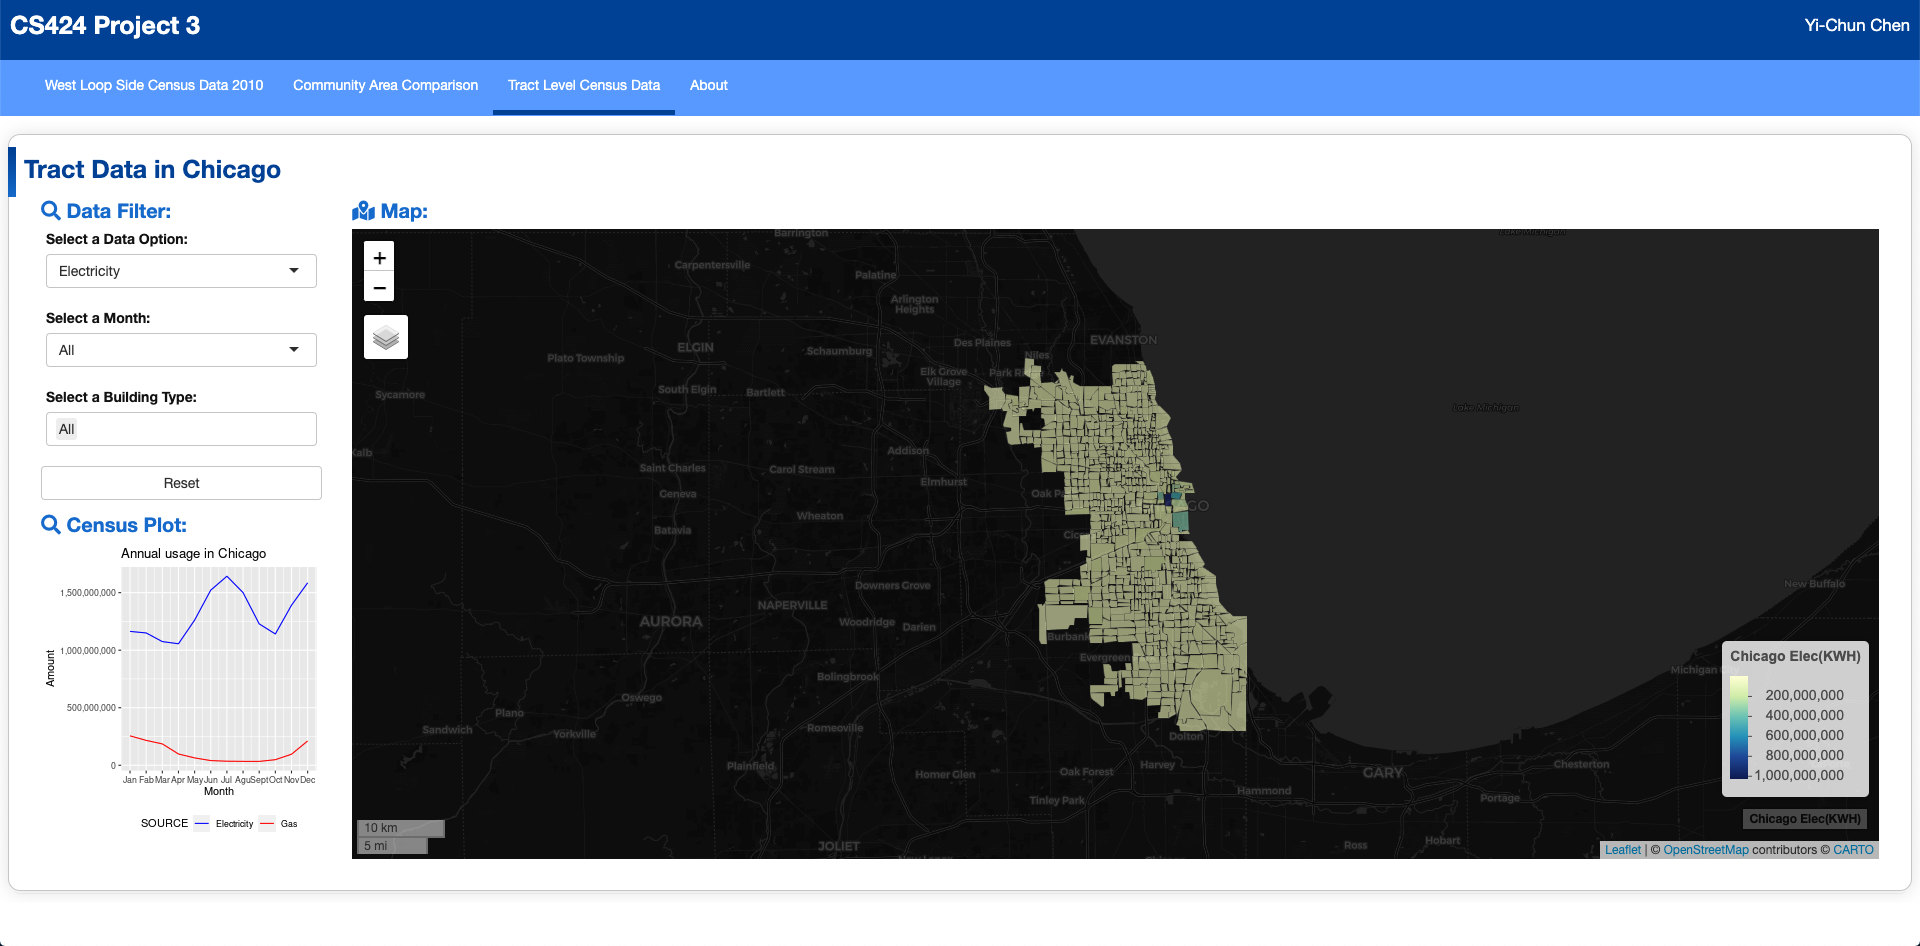 CS424 Project 3
Yi-Chun Chen
West Loop Side Census Data 2010
Community Area Comparison
Tract Level Census Data
About
Tract Data in Chicago
Data Filter:
Select a Data Option:
Electricity
Select a Month:
All
Select a Building Type:
All
Reset
Census Plot:
Annual usage in Chicago
Amount
1,500,000,000
1,000,000,000
500,000,000
0
Jan Fab Mar Apr May Jun Jul Agu Sept Oct Nov Dec
Month
SOURCE Electricity Gas
Map:
+
−
Barrington
Carpentersville
Palatine
Arlington
Heights
Des Plaines
EVANSTON
Niles
ELGIN
Schaumburg
Plato Township
Elk Grove
Village
Park Ri
South Elgin
Bartlett
Sycamore
Lake Michigan
Addison
Saint Charles
Carol Stream
Elmhurst
Geneva
Oak Pa
GO
Wheaton
Batavia
Cic
Downers Grove
New Buffalo
NAPERVILLE
AURORA
Woodridge
Darien
Burbank
Evergreen
Bolingbrook
Michigan C
Oswego
Plano
Sandwich
Yorkville
Romeoville
Dolton
Plainfield
Homer Glen
Oak Forest
Harvey
GARY
Chesterton
Hammond
Portage
Tinley Park
Hobart
Ross
JOLIET
Chicago Elec(KWH)
200,000,000
400,000,000
600,000,000
800,000,000
1,000,000,000
Chicago Elec(KWH)
10 km
5 mi
Leaflet | © OpenStreetMap contributors © CARTO